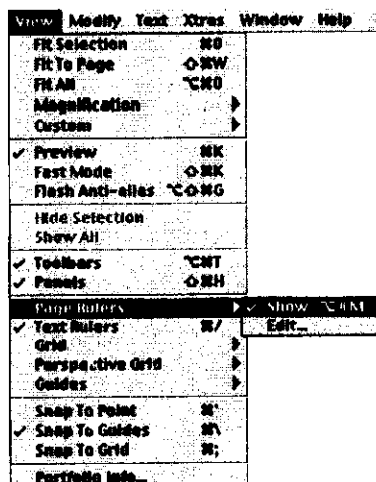 View Modify Text Xtras Window Help
Fit Selection ⌘0
Fit To Page ⇧⌘W
Fit All ⌥⌘0
Magnification ▶
Custom ▶
✓ Preview ⌘K
Fast Mode ⇧⌘K
Flash Anti-alias ⌥⇧⌘G
Hide Selection
Show All
✓ Toolbars ⌥⌘T
✓ Panels ⇧⌘H
Page Rulers ▶ ✓ Show ⌥⌘M
✓ Text Rulers ⌘/ Edit...
Grid ▶
Perspective Grid ▶
Guides ▶
Snap To Point ⌘'
✓ Snap To Guides ⌘\
Snap To Grid ⌘;
Portfolio Info...